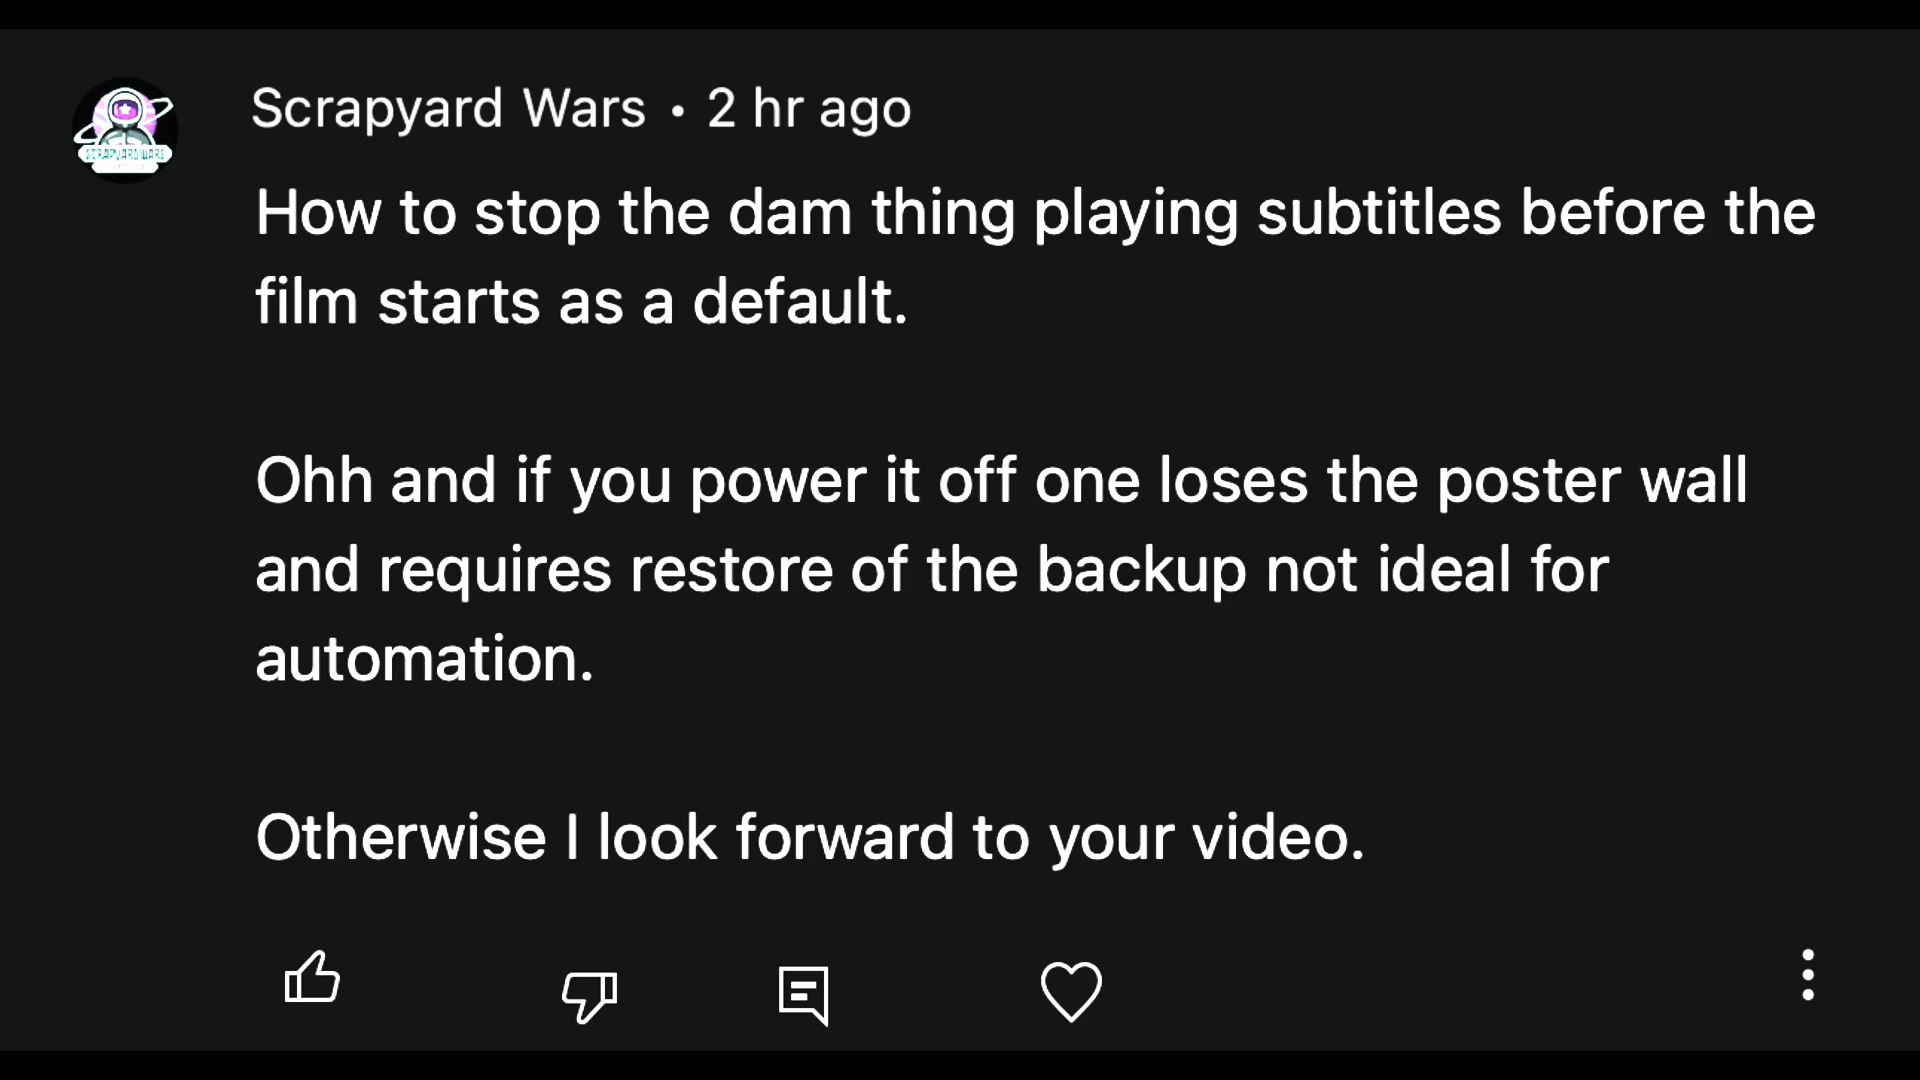 Scrapyard Wars • 2 hr ago
How to stop the dam thing playing subtitles before the
film starts as a default.
Ohh and if you power it off one loses the poster wall
and requires restore of the backup not ideal for
automation.
Otherwise I look forward to your video.
SCRAPYARD WARS